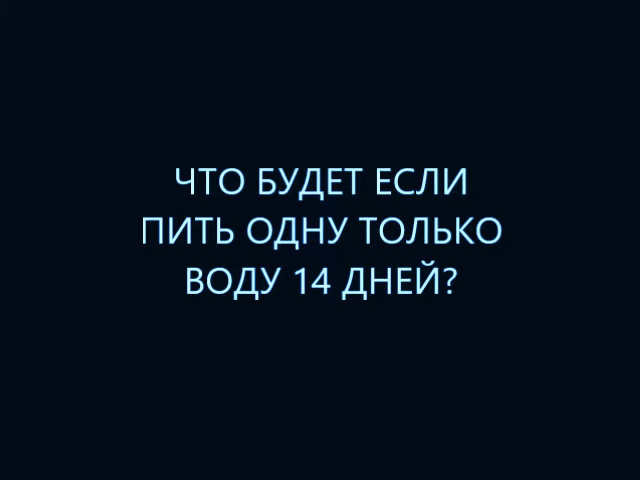 ЧТО БУДЕТ ЕСЛИ
ПИТЬ ОДНУ ТОЛЬКО
ВОДУ 14 ДНЕЙ?